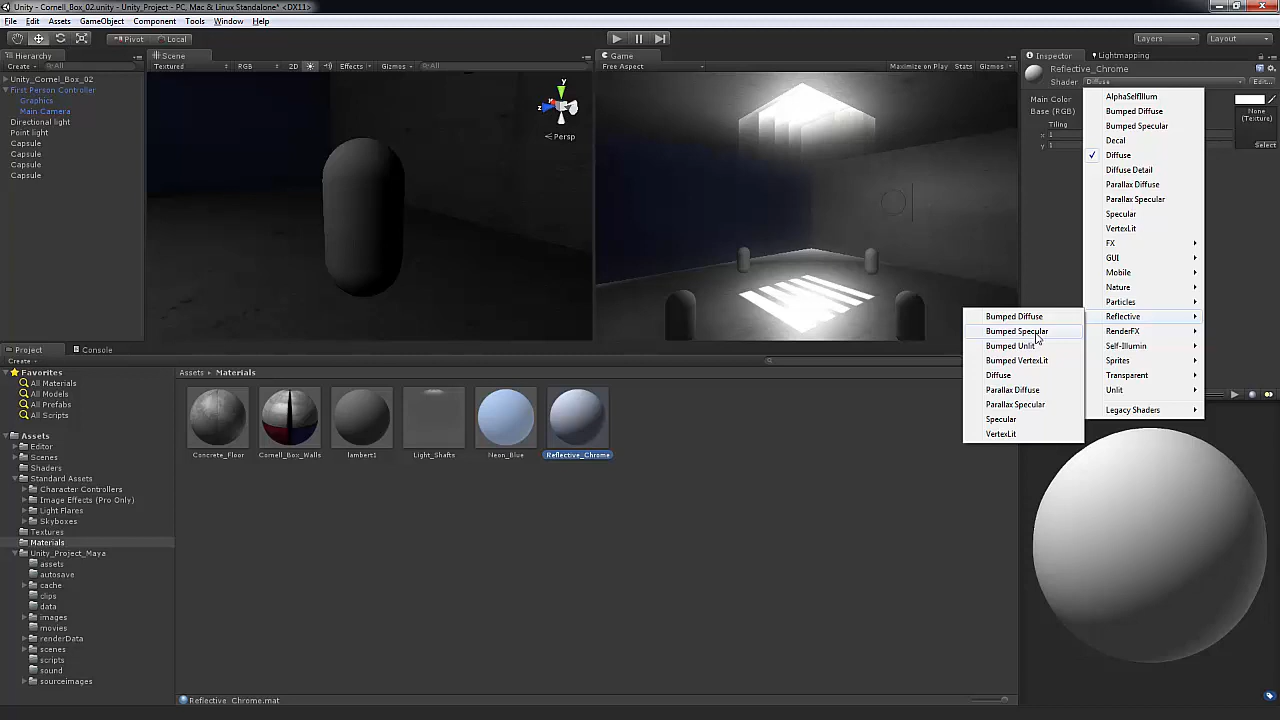 Unity - Cornell_Box_02.unity - Unity_Project - PC, Mac & Linux Standalone* <DX11>
File Edit Assets GameObject Component Tools Window Help
Pivot Local Layers Layout
Hierarchy
Create All
Unity_Cornel_Box_02
First Person Controller
Graphics
Main Camera
Directional light
Point light
Capsule
Capsule
Capsule
Capsule
Scene
Textured RGB 2D Effects Gizmos All
y
x
Persp
Game
Free Aspect Maximize on Play Stats Gizmos
Inspector Lightmapping
Reflective_Chrome
Shader Diffuse Edit...
Main Color
Base (RGB)
None
(Texture)
Tiling
x 1
y 1
Select
AlphaSelfIllum
Bumped Diffuse
Bumped Specular
Decal
Diffuse
Diffuse Detail
Parallax Diffuse
Parallax Specular
Specular
VertexLit
FX
GUI
Mobile
Nature
Particles
Reflective
RenderFX
Self-Illumin
Sprites
Transparent
Unlit
Legacy Shaders
Bumped Diffuse
Bumped Specular
Bumped Unlit
Bumped VertexLit
Diffuse
Parallax Diffuse
Parallax Specular
Specular
VertexLit
Project Console
Create
Favorites
All Materials
All Models
All Prefabs
All Scripts
Assets
Editor
Scenes
Shaders
Standard Assets
Character Controllers
Image Effects (Pro Only)
Light Flares
Skyboxes
Textures
Materials
Unity_Project_Maya
assets
autosave
cache
clips
data
images
movies
renderData
scenes
scripts
sound
sourceimages
Assets Materials
Concrete_Floor Cornell_Box_Walls lambert1 Light_Shafts Neon_Blue Reflective_Chrome
Reflective_Chrome.mat